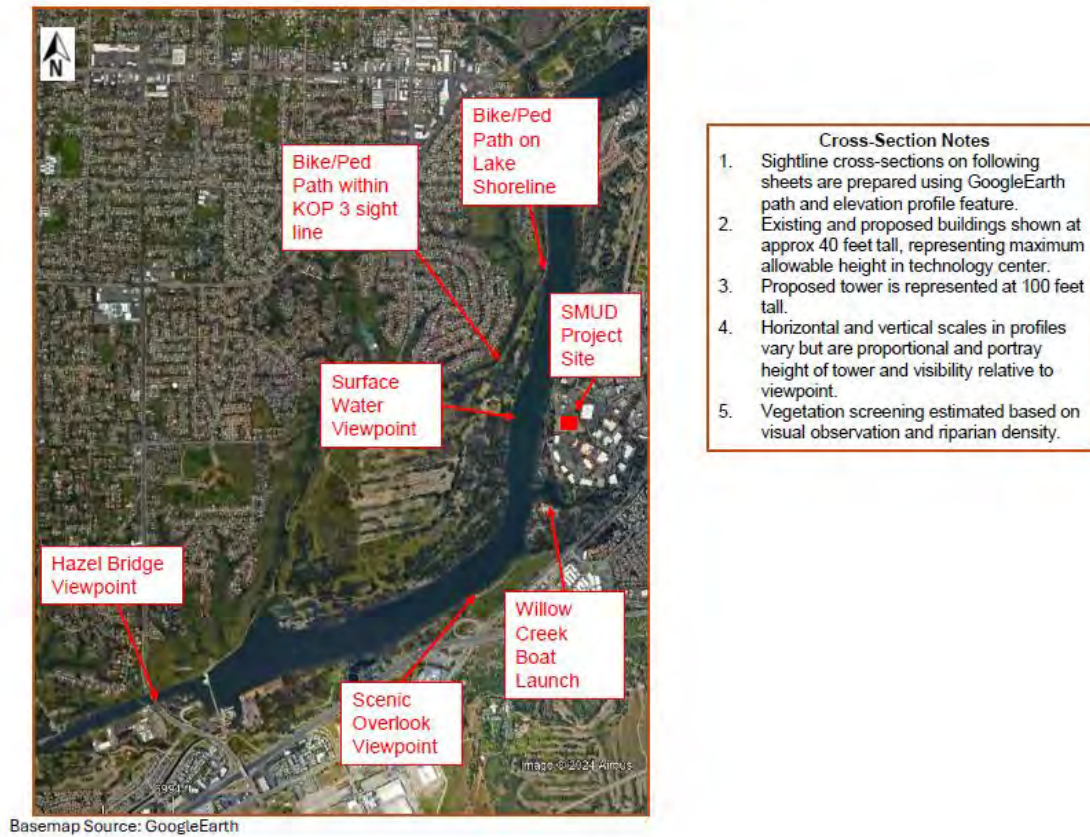 N
Bike/Ped
Path on
Lake
Shoreline
Bike/Ped
Path within
KOP 3 sight
line
SMUD
Project
Site
Surface
Water
Viewpoint
Hazel Bridge
Viewpoint
Willow
Creek
Boat
Launch
Scenic
Overlook
Viewpoint
Image © 2024 Airbus
Basemap Source: GoogleEarth
Cross-Section Notes
1. Sightline cross-sections on following
sheets are prepared using GoogleEarth
path and elevation profile feature.
2. Existing and proposed buildings shown at
approx 40 feet tall, representing maximum
allowable height in technology center.
3. Proposed tower is represented at 100 feet
tall.
4. Horizontal and vertical scales in profiles
vary but are proportional and portray
height of tower and visibility relative to
viewpoint.
5. Vegetation screening estimated based on
visual observation and riparian density.